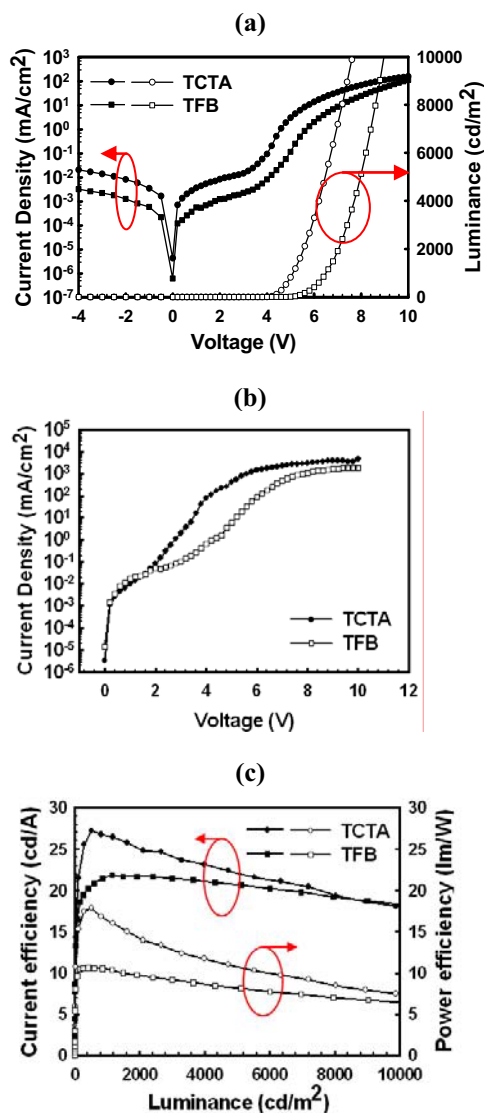 (a)
Current Density (mA/cm²)
10³
10²
10¹
10⁰
10⁻¹
10⁻²
10⁻³
10⁻⁴
10⁻⁵
10⁻⁶
10⁻⁷
TCTA
TFB
10000
8000
6000
4000
2000
0
Luminance (cd/m²)
-4 -2 0 2 4 6 8 10
Voltage (V)
(b)
Current Density (mA/cm²)
10⁵
10⁴
10³
10²
10¹
10⁰
10⁻¹
10⁻²
10⁻³
10⁻⁴
10⁻⁵
10⁻⁶
TCTA
TFB
0 2 4 6 8 10 12
Voltage (V)
(c)
Current efficiency (cd/A)
30
25
20
15
10
5
0
TCTA
TFB
30
25
20
15
10
5
0
Power efficiency (lm/W)
0 2000 4000 6000 8000 10000
Luminance (cd/m²)